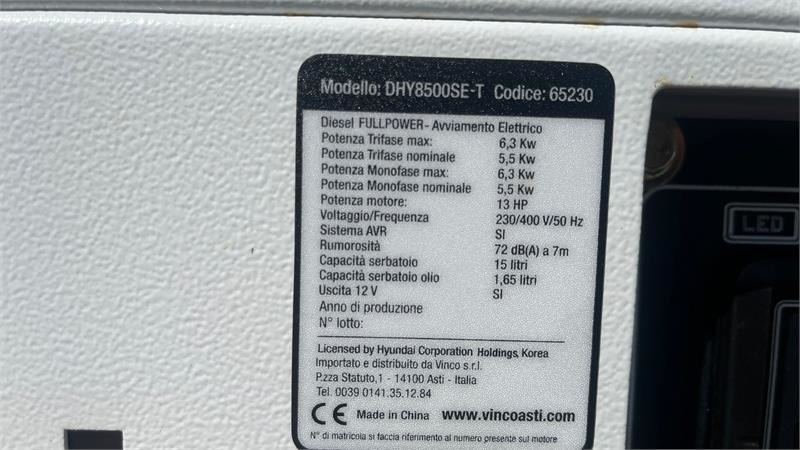 Modello: DHY8500SE-T Codice: 65230
Diesel FULLPOWER- Avviamento Elettrico
Potenza Trifase max: 6,3 Kw
Potenza Trifase nominale 5,5 Kw
Potenza Monofase max: 6,3 Kw
Potenza Monofase nominale 5,5 Kw
Potenza motore: 13 HP
Voltaggio/Frequenza 230/400 V/50 Hz
Sistema AVR SI
Rumorosità 72 dB(A) a 7m
Capacità serbatoio 15 litri
Capacità serbatoio olio 1,65 litri
Uscita 12 V SI
Anno di produzione
N° lotto:
Licensed by Hyundai Corporation Holdings, Korea
Importato e distribuito da Vinco s.r.l.
P.zza Statuto,1 - 14100 Asti - Italia
Tel. 0039 0141.35.12.84
CE Made in China www.vincoasti.com
N° di matricola si faccia riferimento al numero presente sul motore
LED